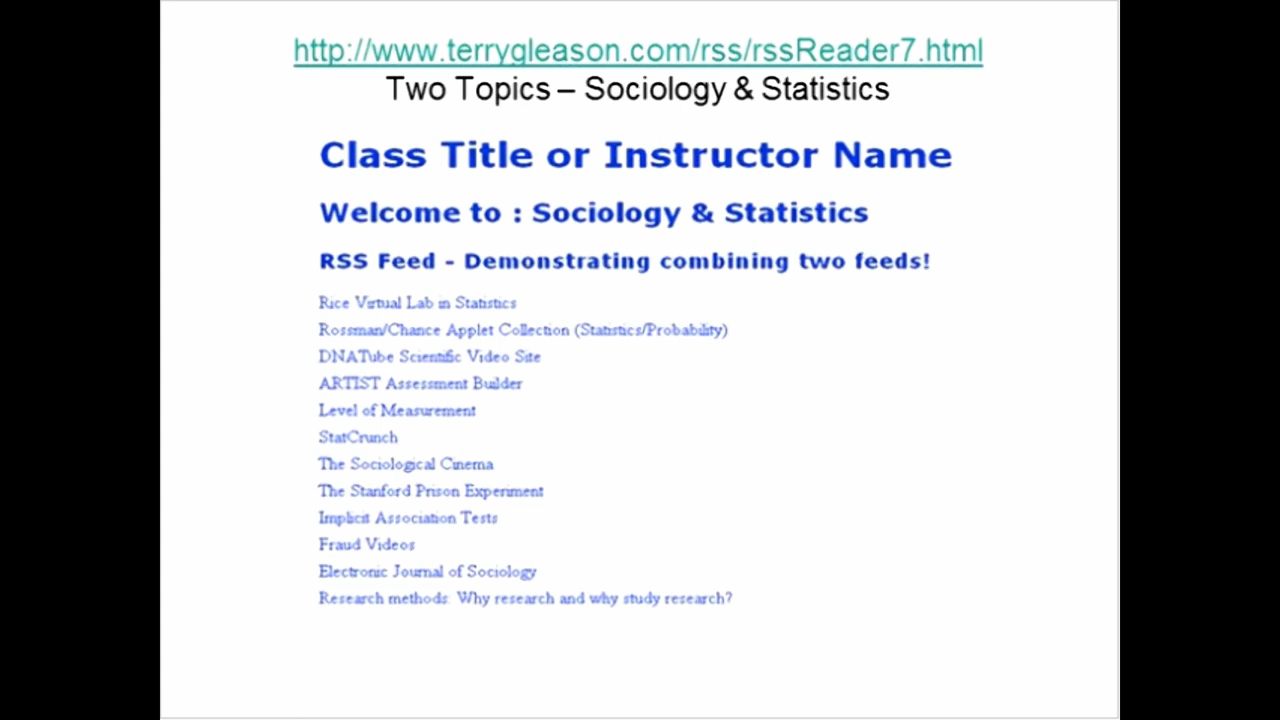 http://www.terrygleason.com/rss/rssReader7.html
Two Topics – Sociology & Statistics
Class Title or Instructor Name
Welcome to : Sociology & Statistics
RSS Feed - Demonstrating combining two feeds!
Rice Virtual Lab in Statistics
Rossman/Chance Applet Collection (Statistics/Probability)
DNATube Scientific Video Site
ARTIST Assessment Builder
Level of Measurement
StatCrunch
The Sociological Cinema
The Stanford Prison Experiment
Implicit Association Tests
Fraud Videos
Electronic Journal of Sociology
Research methods: Why research and why study research?